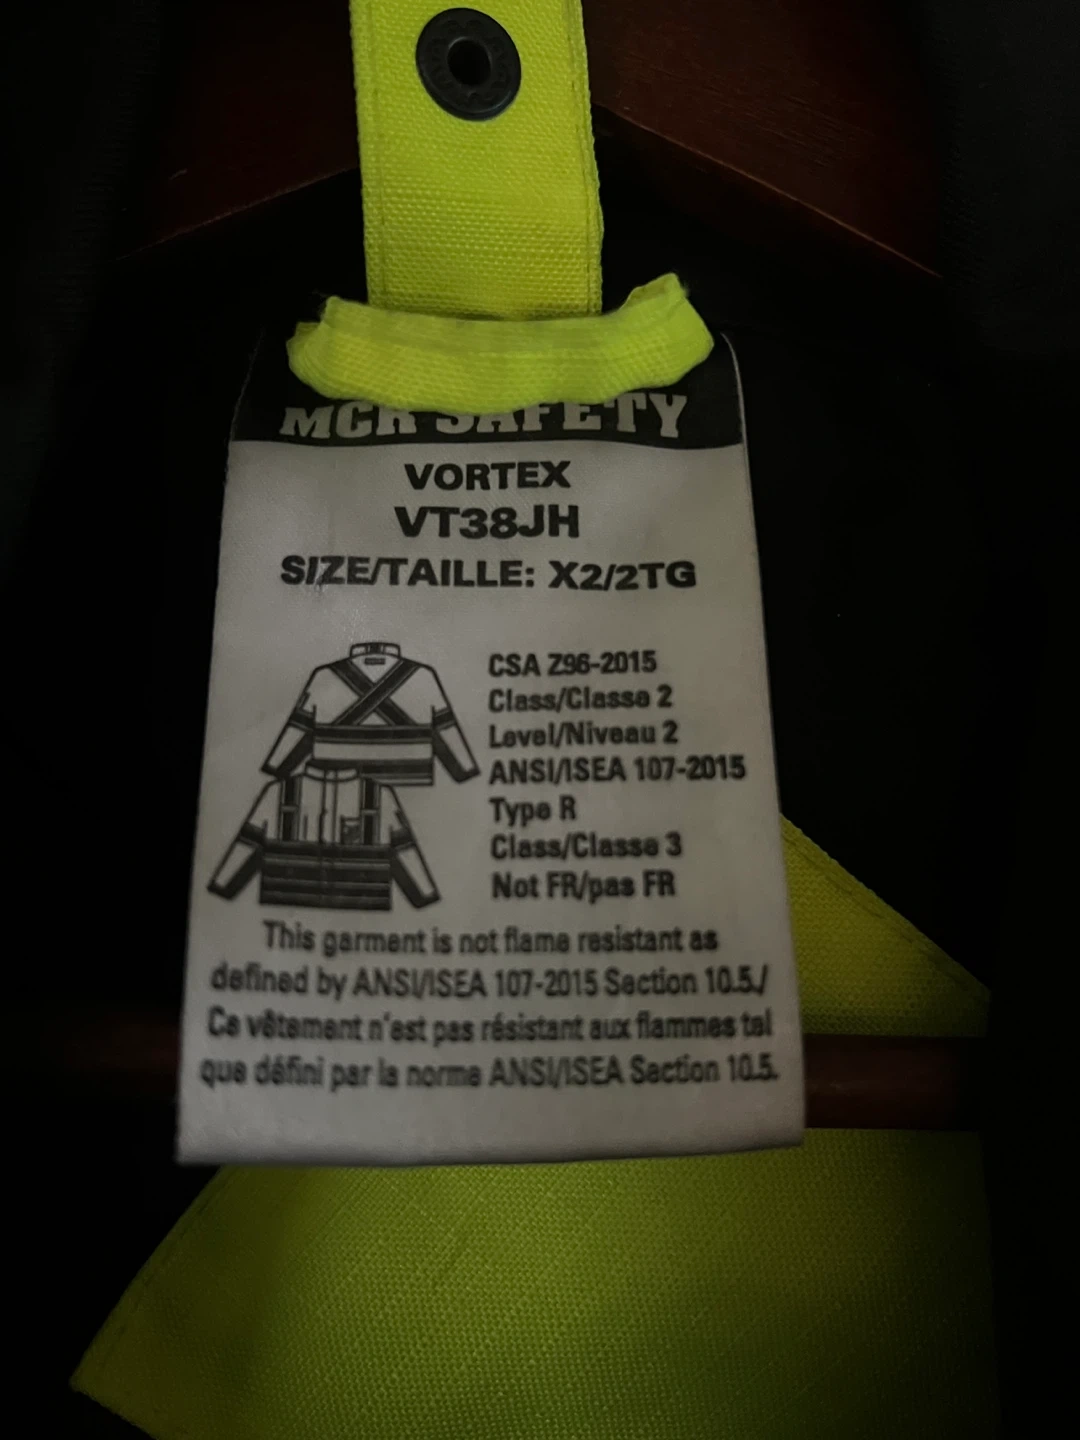 MCR SAFETY
VORTEX
VT38JH
SIZE/TAILLE: X2/2TG
CSA Z96-2015
Class/Classe 2
Level/Niveau 2
ANSI/ISEA 107-2015
Type R
Class/Classe 3
Not FR/pas FR
This garment is not flame resistant as
defined by ANSI/ISEA 107-2015 Section 10.5./
Ce vêtement n'est pas résistant aux flammes tel
que défini par la norme ANSI/ISEA Section 10.5.